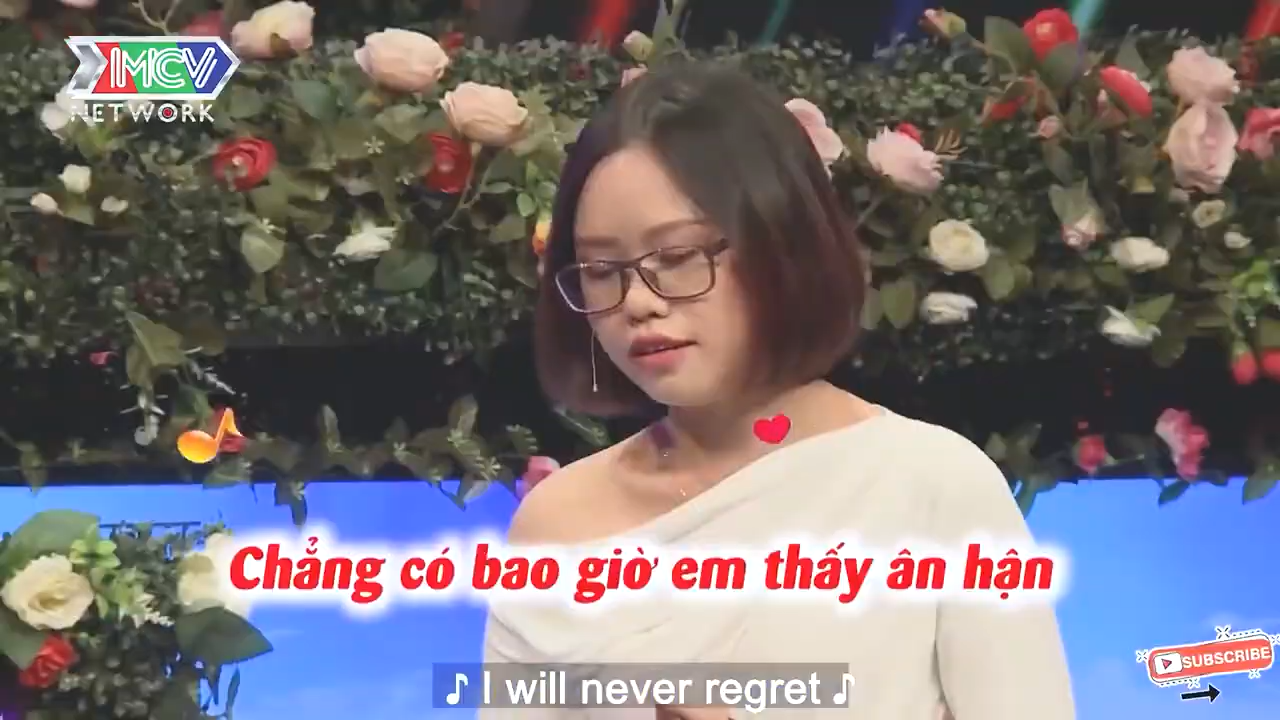 MCV
NETWORK
Chẳng có bao giờ em thấy ân hận
♪ I will never regret ♪
SUBSCRIBE